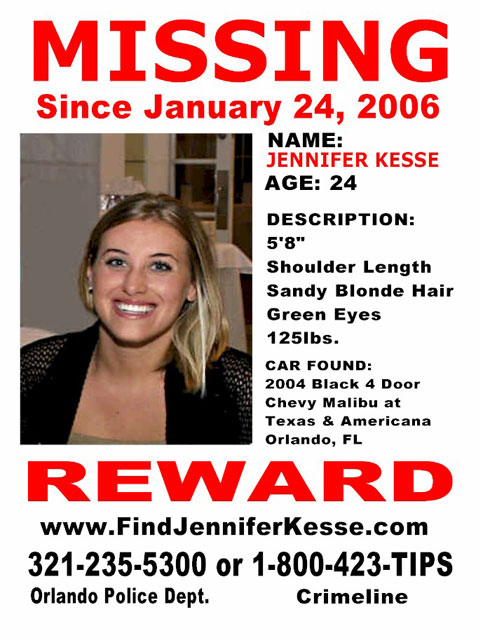 MISSING
Since January 24, 2006
NAME:
JENNIFER KESSE
AGE: 24
DESCRIPTION:
5'8"
Shoulder Length
Sandy Blonde Hair
Green Eyes
125lbs.
CAR FOUND:
2004 Black 4 Door
Chevy Malibu at
Texas & Americana
Orlando, FL
REWARD
www.FindJenniferKesse.com
321-235-5300 or 1-800-423-TIPS
Orlando Police Dept. Crimeline